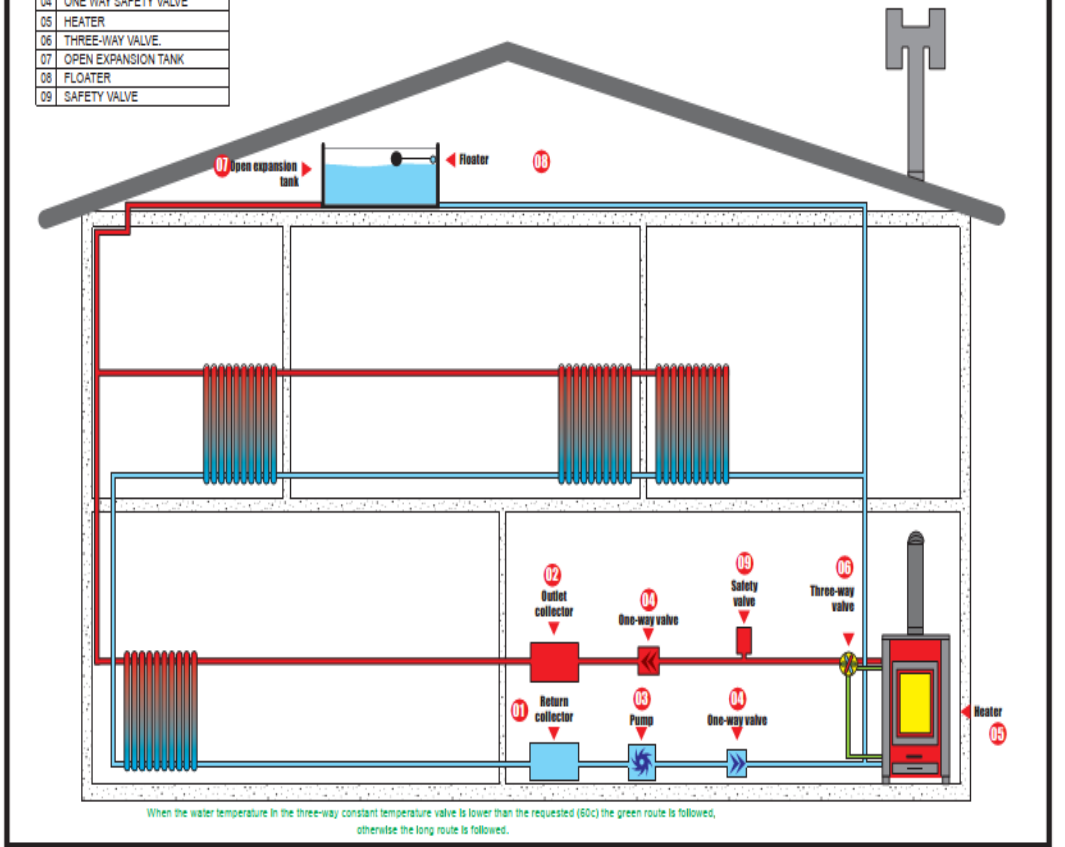 04 ONE WAY SAFETY VALVE
05 HEATER
06 THREE-WAY VALVE.
07 OPEN EXPANSION TANK
08 FLOATER
09 SAFETY VALVE
07 Open expansion
tank
Floater
08
02
Outlet
collector
04
One-way valve
09
Safety
valve
06
Three-way
valve
01
Return
collector
03
Pump
04
One-way valve
Heater
05
When the water temperature in the three-way constant temperature valve is lower than the requested (60c) the green route is followed,
otherwise the long route is followed.